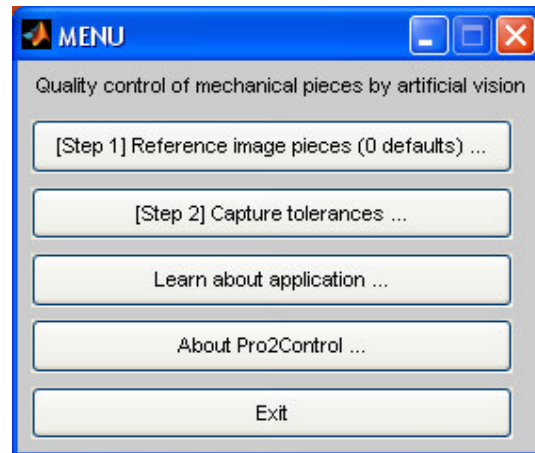 MENU
Quality control of mechanical pieces by artificial vision
[Step 1] Reference image pieces (0 defaults) ...
[Step 2] Capture tolerances ...
Learn about application ...
About Pro2Control ...
Exit